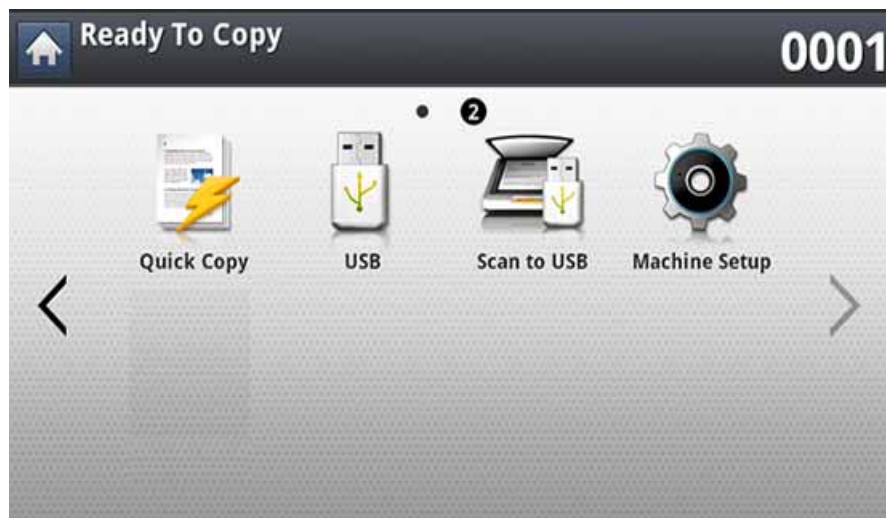 Ready To Copy
0001
2
Quick Copy
USB
Scan to USB
Machine Setup